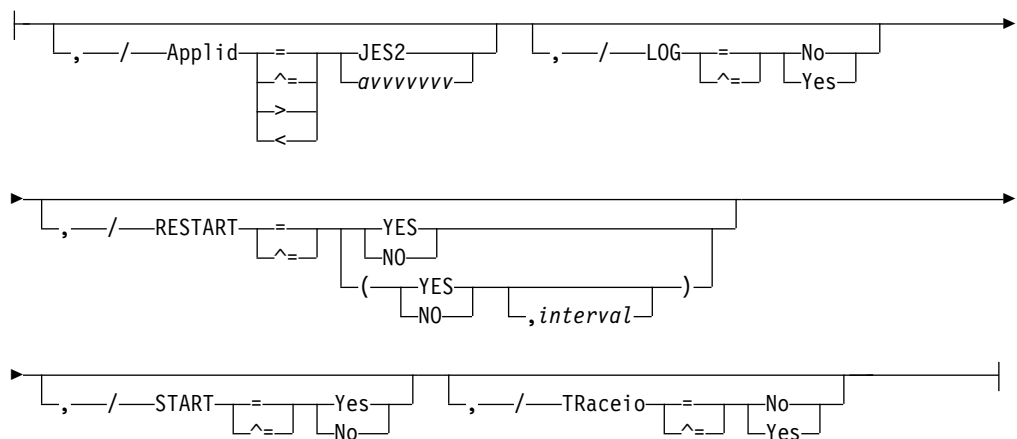 , / Applid = JES2 , / LOG = No
^= avvvvvvv ^= Yes
>
<
, / RESTART = YES
^= NO
( YES )
NO ,interval
, / START = Yes , / TRaceio = No
^= No ^= Yes